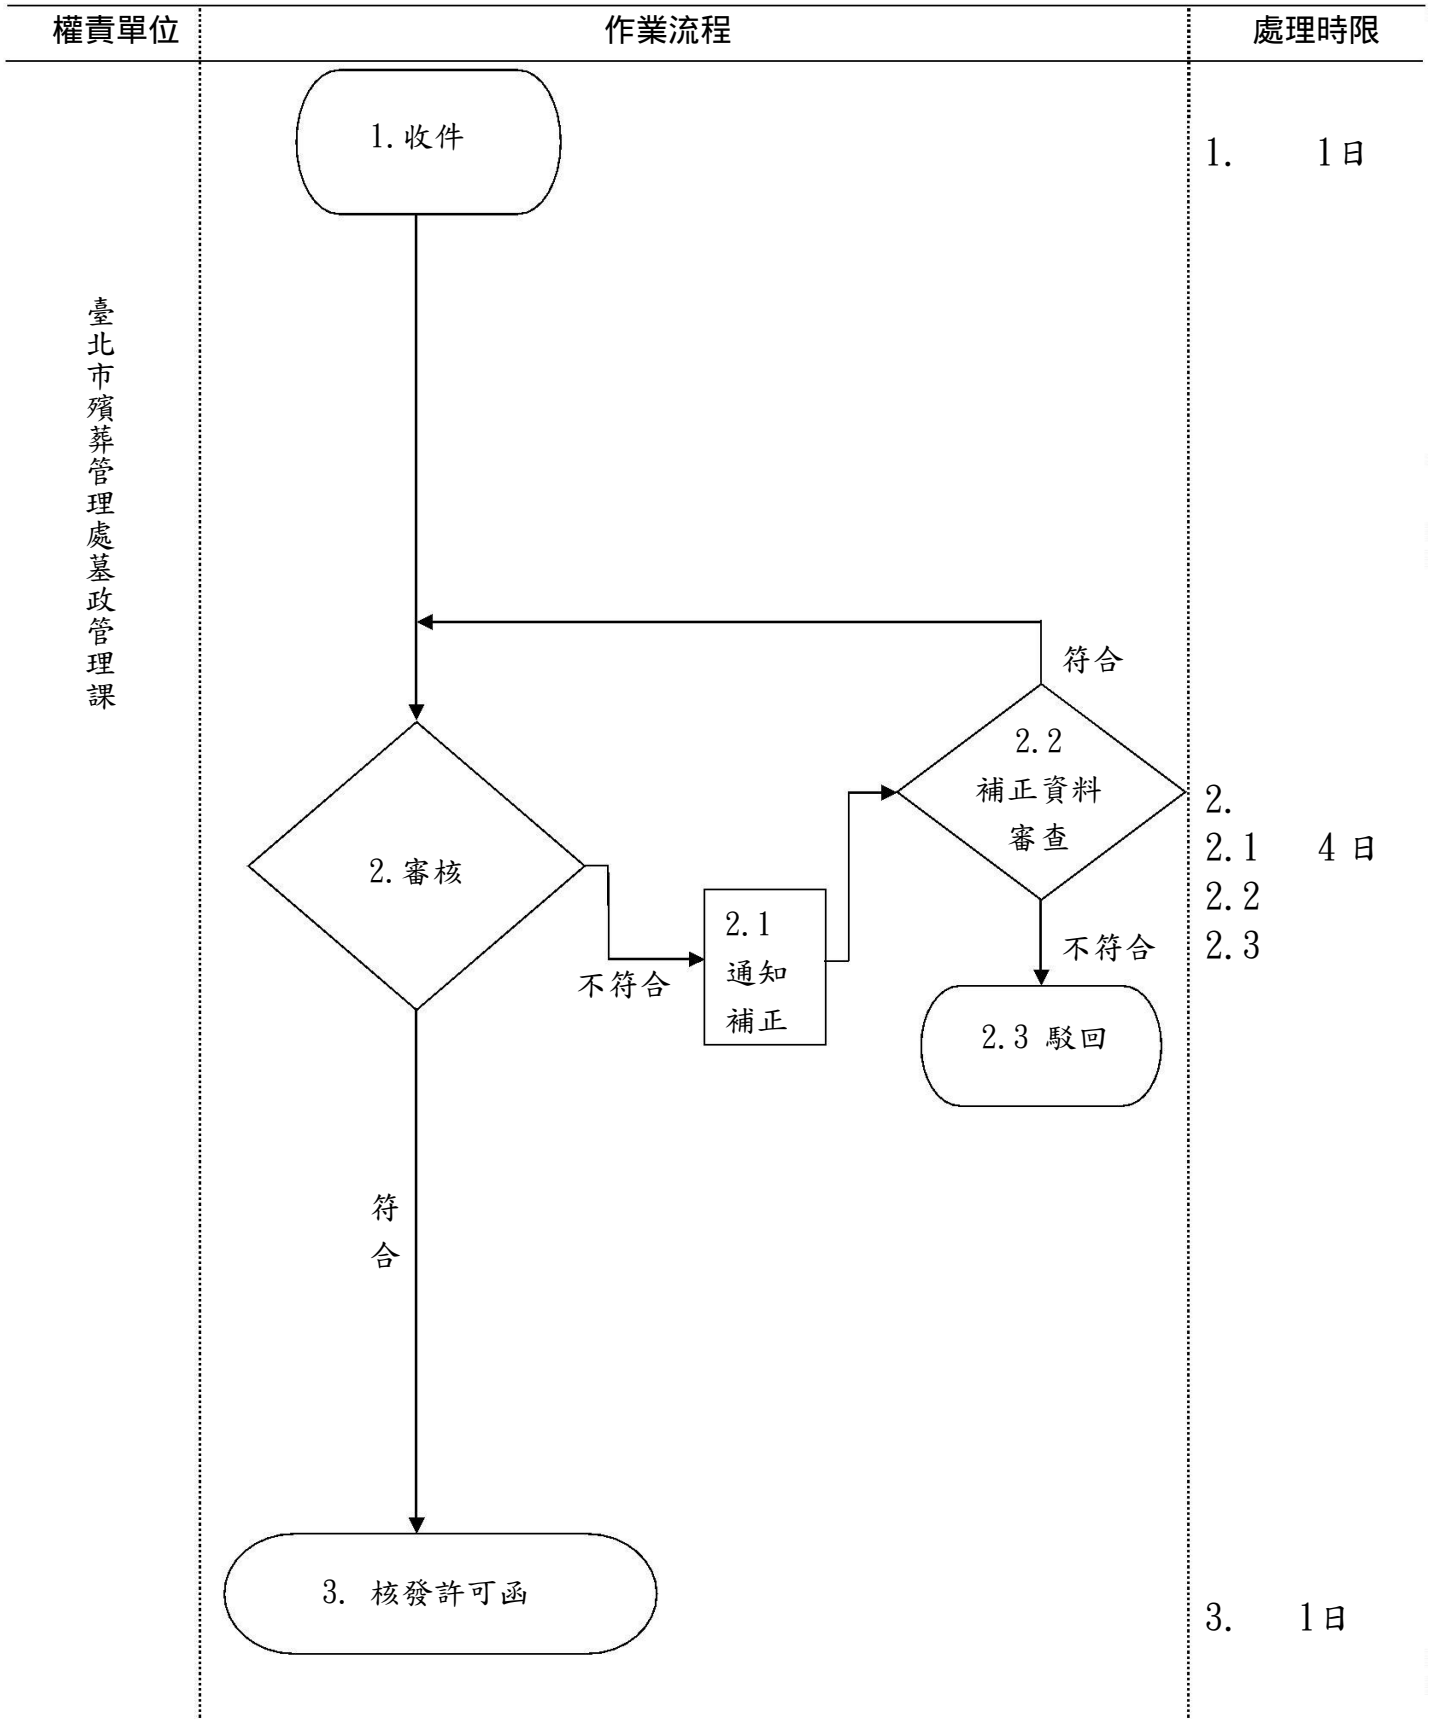 權責單位
作業流程
處理時限
臺北市殯葬管理處墓政管理課
1.收件
1. 1日
符合
2.2
補正資料
審查
2.審核
2.
2.1 4日
2.2
2.3
2.1
通知
補正
不符合
不符合
2.3 駁回
符
合
3. 核發許可函
3. 1日